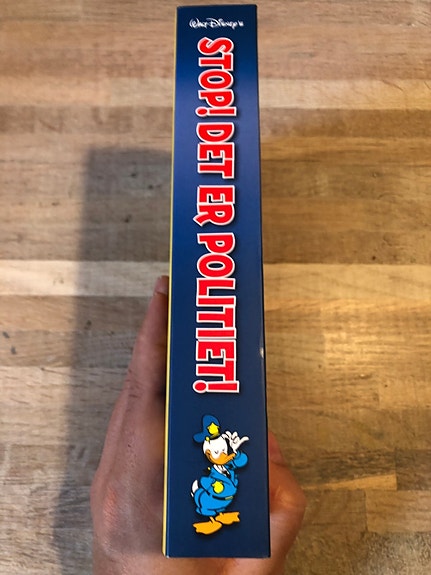 Walt Disney's
STOP! DET ER POLITIET!